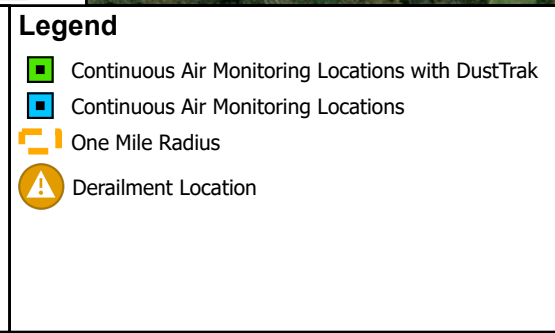 Legend
Continuous Air Monitoring Locations with DustTrak
Continuous Air Monitoring Locations
One Mile Radius
Derailment Location